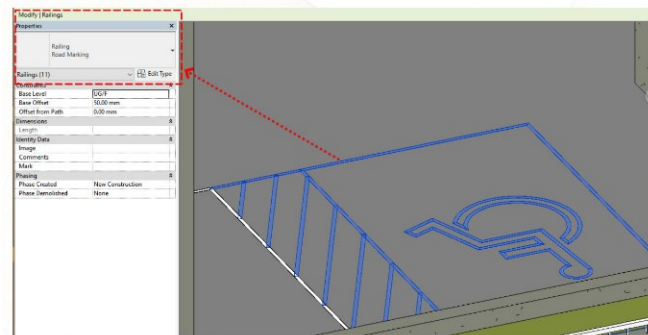 Modify | Railings
Properties
Railing
Road Marking
Railings (11)
Edit Type
Constraints
Base Level UG/F
Base Offset 50.00 mm
Offset from Path 0.00 mm
Dimensions
Length
Identity Data
Image
Comments
Mark
Phasing
Phase Created New Construction
Phase Demolished None